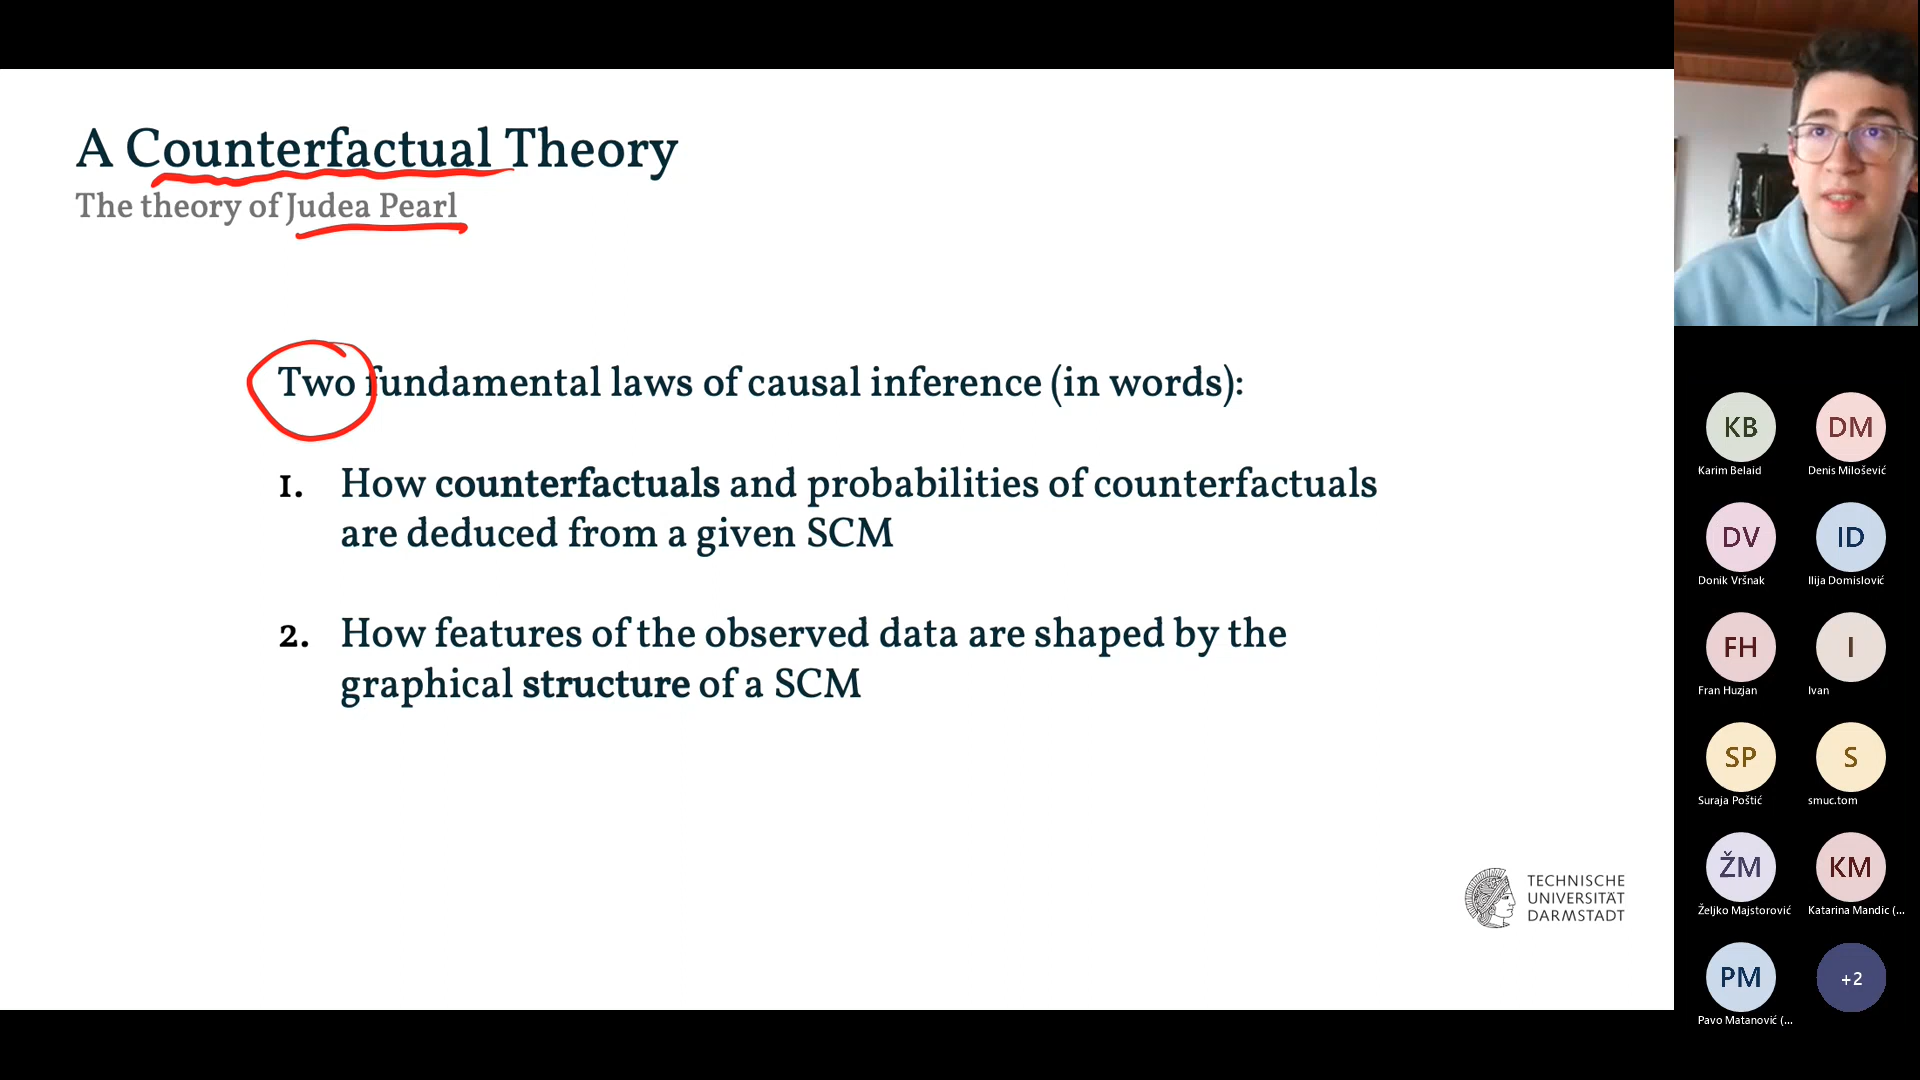 A Counterfactual Theory
The theory of Judea Pearl
Two fundamental laws of causal inference (in words):
1. How counterfactuals and probabilities of counterfactuals
are deduced from a given SCM
2. How features of the observed data are shaped by the
graphical structure of a SCM
TECHNISCHE
UNIVERSITÄT
DARMSTADT
KB
DM
Karim Belaid
Denis Milošević
DV
ID
Donik Vršnak
Ilija Domislović
FH
I
Fran Huzjan
Ivan
SP
S
Suraja Poštić
smuc.tom
ŽM
KM
Željko Majstorović
Katarina Mandic (...
PM
+2
Pavo Matanović (...